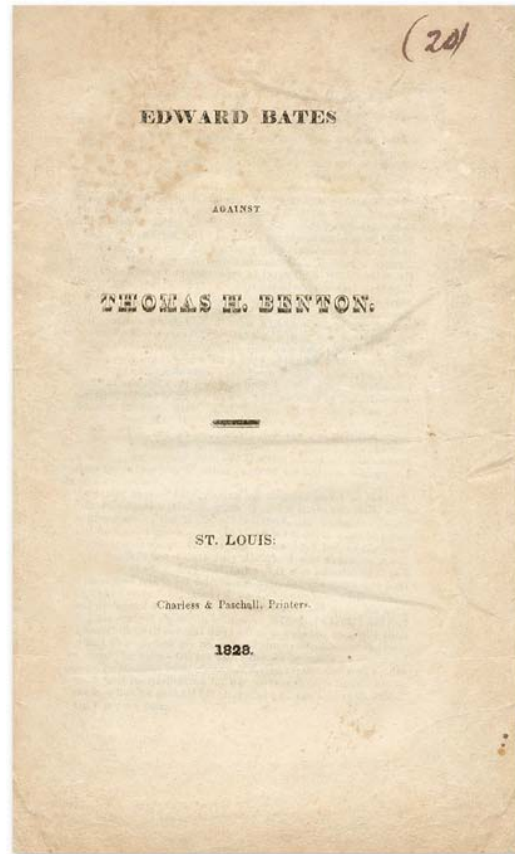 (20)
EDWARD BATES
AGAINST
THOMAS H. BENTON.
ST. LOUIS:
Charless & Paschall, Printers.
1828.